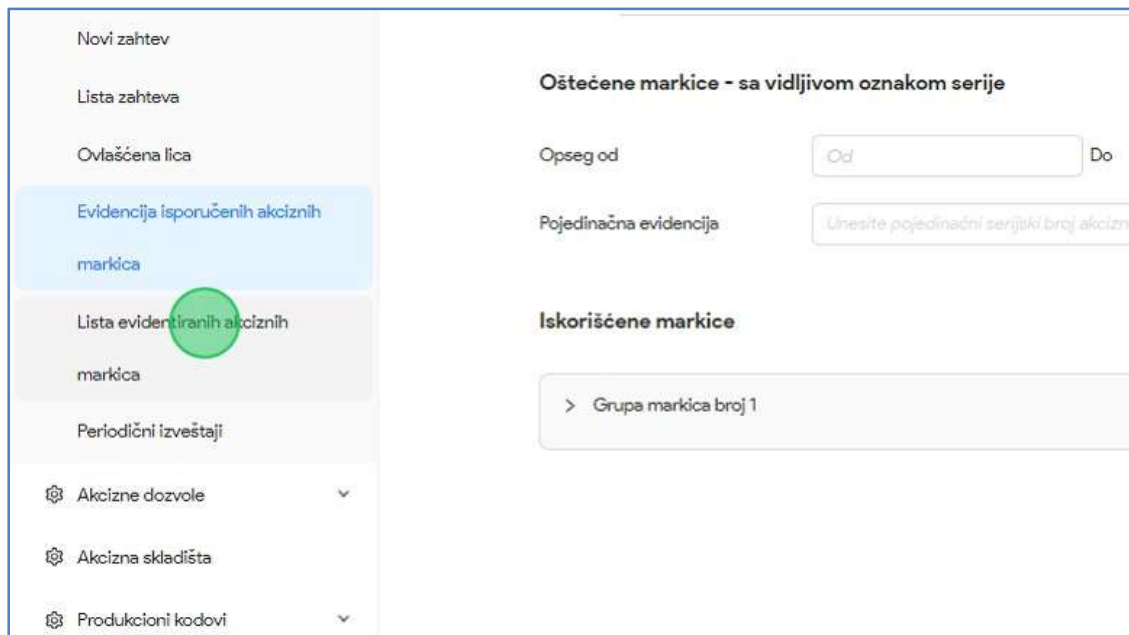 Novi zahtev
Lista zahteva
Ovlašćena lica
Evidencija isporučenih akciznih
markica
Lista evidentiranih akciznih
markica
Periodični izveštaji
Akcizne dozvole
Akcizna skladišta
Produkcioni kodovi
Oštećene markice - sa vidljivom oznakom serije
Opseg od
Od
Do
Pojedinačna evidencija
Unesite pojedinačni serijski broj akcizn
Iskorišćene markice
Grupa markica broj 1